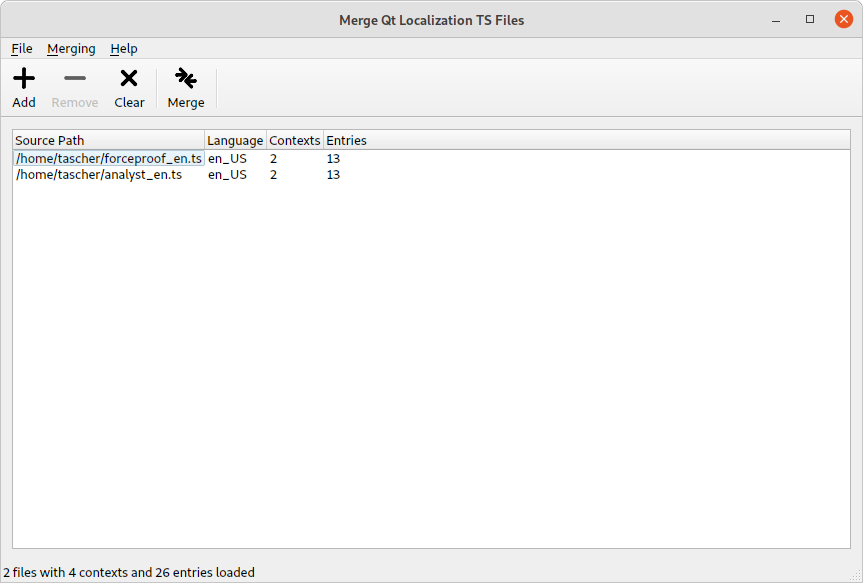 Merge Qt Localization TS Files
File Merging Help
Add Remove Clear Merge
Source Path Language Contexts Entries
/home/tascher/forceproof_en.ts en_US 2 13
/home/tascher/analyst_en.ts en_US 2 13
2 files with 4 contexts and 26 entries loaded